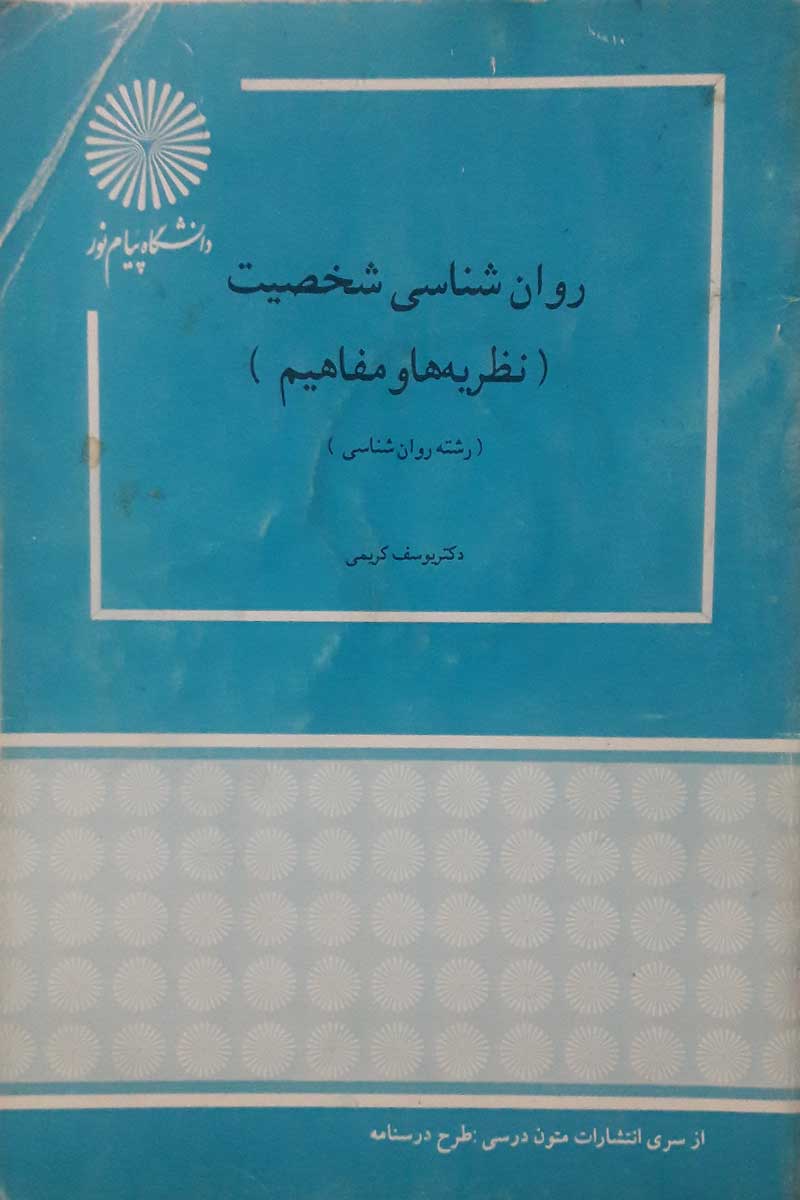 دانشگاه پیام نور
روان شناسی شخصیت
( نظریه‌ها و مفاهیم )
( رشته روان شناسی )
دکتر یوسف کریمی
از سری انتشارات متون درسی : طرح درسنامه